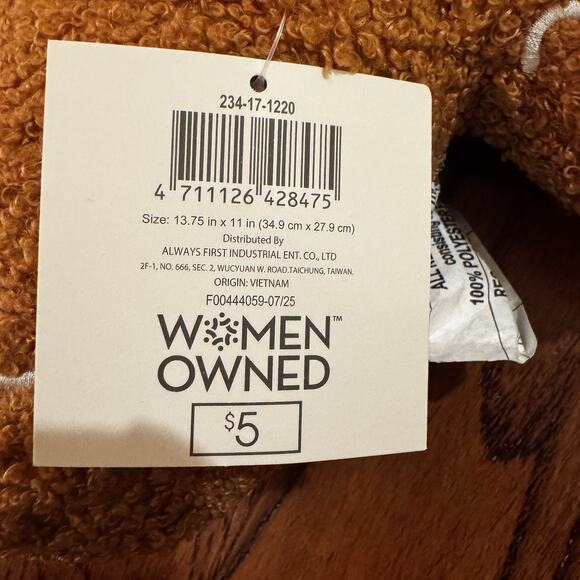 234-17-1220
4 711126 428475
Size: 13.75 in x 11 in (34.9 cm x 27.9 cm)
Distributed By
ALWAYS FIRST INDUSTRIAL ENT. CO., LTD
2F-1, NO. 666, SEC. 2, WUCYUAN W. ROAD.TAICHUNG, TAIWAN.
ORIGIN: VIETNAM
F00444059-07/25
WOMEN™
OWNED
$5
ALL
consisting
100% POLYESTER